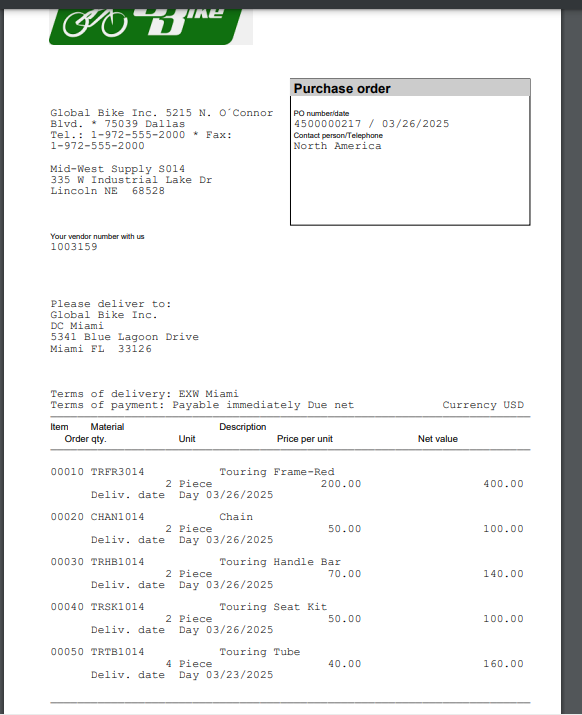 BIKE
Purchase order
Global Bike Inc. 5215 N. O´Connor
Blvd. * 75039 Dallas
Tel.: 1-972-555-2000 * Fax:
1-972-555-2000
PO number/date
4500000217 / 03/26/2025
Contact person/Telephone
North America
Mid-West Supply S014
335 W Industrial Lake Dr
Lincoln NE 68528
Your vendor number with us
1003159
Please deliver to:
Global Bike Inc.
DC Miami
5341 Blue Lagoon Drive
Miami FL 33126
Terms of delivery: EXW Miami
Terms of payment: Payable immediately Due net Currency USD
Item Material Description
Order qty. Unit Price per unit Net value
00010 TRFR3014 Touring Frame-Red
2 Piece 200.00 400.00
Deliv. date Day 03/26/2025
00020 CHAN1014 Chain
2 Piece 50.00 100.00
Deliv. date Day 03/26/2025
00030 TRHB1014 Touring Handle Bar
2 Piece 70.00 140.00
Deliv. date Day 03/26/2025
00040 TRSK1014 Touring Seat Kit
2 Piece 50.00 100.00
Deliv. date Day 03/26/2025
00050 TRTB1014 Touring Tube
4 Piece 40.00 160.00
Deliv. date Day 03/23/2025